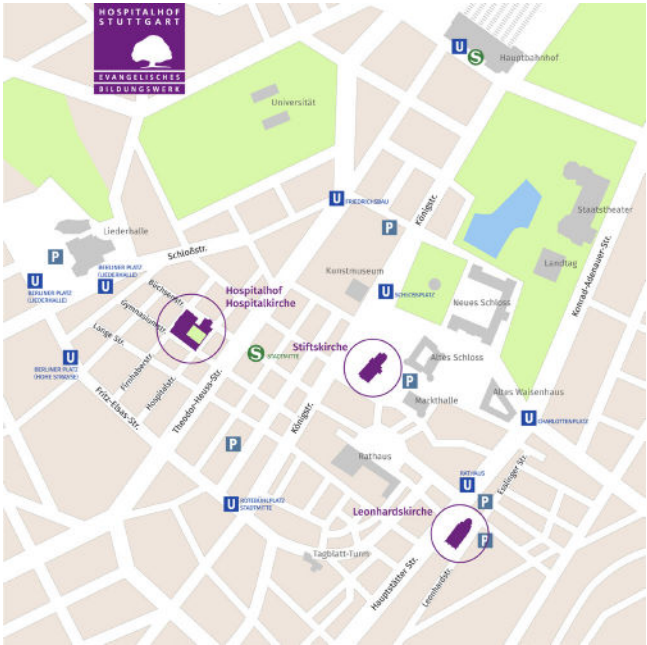 HOSPITALHOF
STUTTGART
EVANGELISCHES
BILDUNGSWERK
U
S
Hauptbahnhof
Universität
U
FRIEDRICHSBAU
P
Königstr.
Staatstheater
Landtag
Konrad-Adenauer-Str.
Liederhalle
P
Schloßstr.
U
BERLINER PLATZ
(LIEDERHALLE)
BERLINER PLATZ
(LIEDERHALLE)
U
Kunstmuseum
U
SCHLOSSPLATZ
Neues Schloss
Hospitalhof
Hospitalkirche
Büchsenstr.
Gymnasiumstr.
Lange Str.
Firnhaberstr.
Hospitalstr.
Fritz-Elsas-Str.
Theodor-Heuss-Str.
U
BERLINER PLATZ
(HOHE STRASSE)
S
STADTMITTE
Stiftskirche
P
Altes Schloss
Markthalle
Altes Waisenhaus
U
CHARLOTTENPLATZ
Königstr.
P
Rathaus
RATHAUS
U
Esslinger Str.
P
U
ROTEBÜHLPLATZ
STADTMITTE
Leonhardskirche
P
Tagblatt-Turm
Hauptstätter Str.
Leonhardstr.